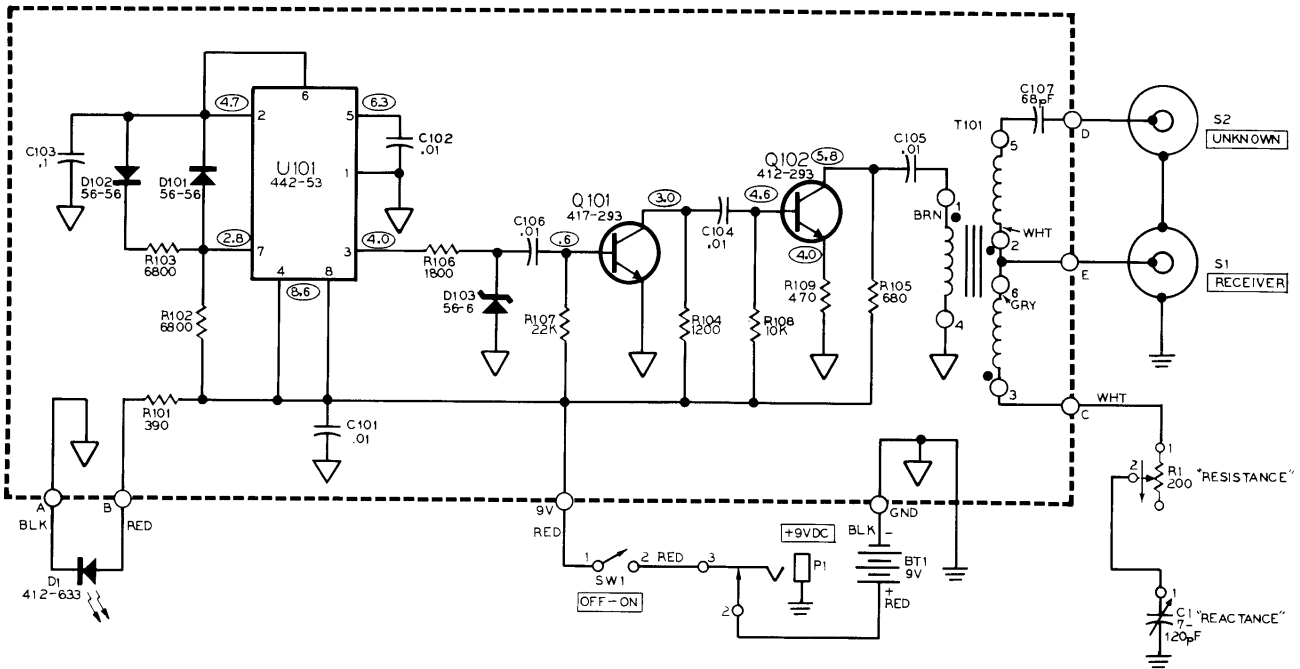 C107
68pF
T101
5
D
S2
UNKNOWN
6
4.7
2
6.3
5
C103
.1
D102
56-56
D101
56-56
U101
442-53
C102
.01
1
Q102
412-293
5.8
C105
.01
1
BRN
WHT
2
E
S1
RECEIVER
Q101
417-293
3.0
4.6
C104
.01
C106
.01
.6
2.8
7
R103
6800
4.0
3
R106
1800
4
8
8.6
D103
56-6
R107
22K
R104
1200
R108
10K
4.0
R109
470
R105
680
4
6
GRY
3
R102
6800
R101
390
C101
.01
C
WHT
1
2
R1
200
"RESISTANCE"
A
BLK
B
RED
9V
RED
GND
BLK
-
+9VDC
D1
412-633
1
2
RED
3
SW1
OFF-ON
P1
BT1
9V
+
RED
2
1
C1
7-
120pF
"REACTANCE"